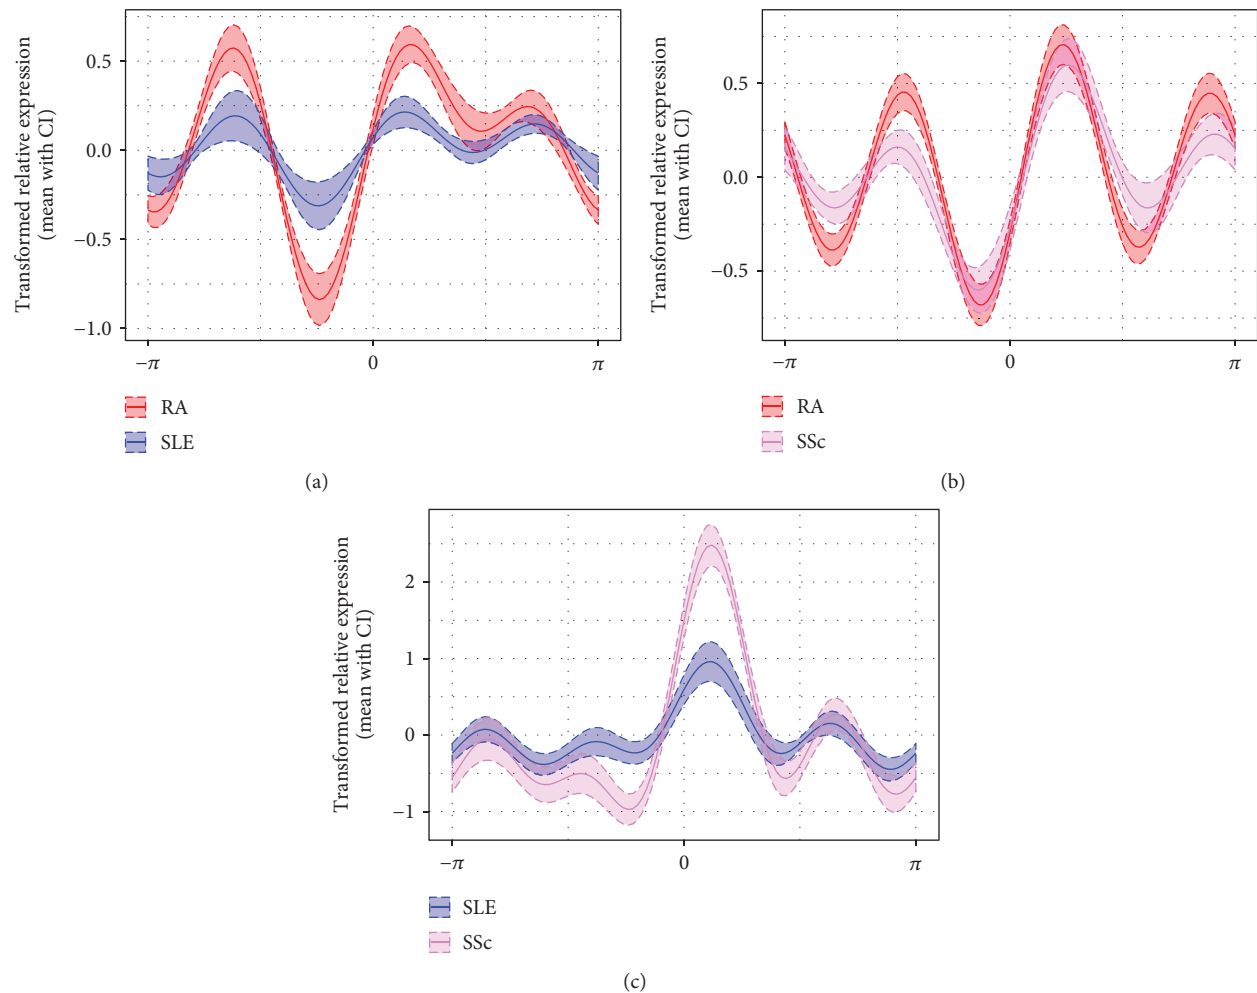 Transformed relative expression
(mean with CI)
0.5
0.0
−0.5
−1.0
−π
0
π
RA
SLE
(a)
Transformed relative expression
(mean with CI)
0.5
0.0
−0.5
−π
0
π
RA
SSc
(b)
Transformed relative expression
(mean with CI)
2
1
0
−1
−π
0
π
SLE
SSc
(c)